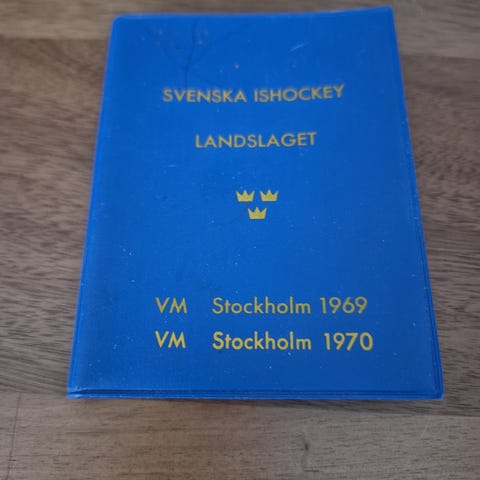 SVENSKA ISHOCKEY
LANDSLAGET
VM Stockholm 1969
VM Stockholm 1970